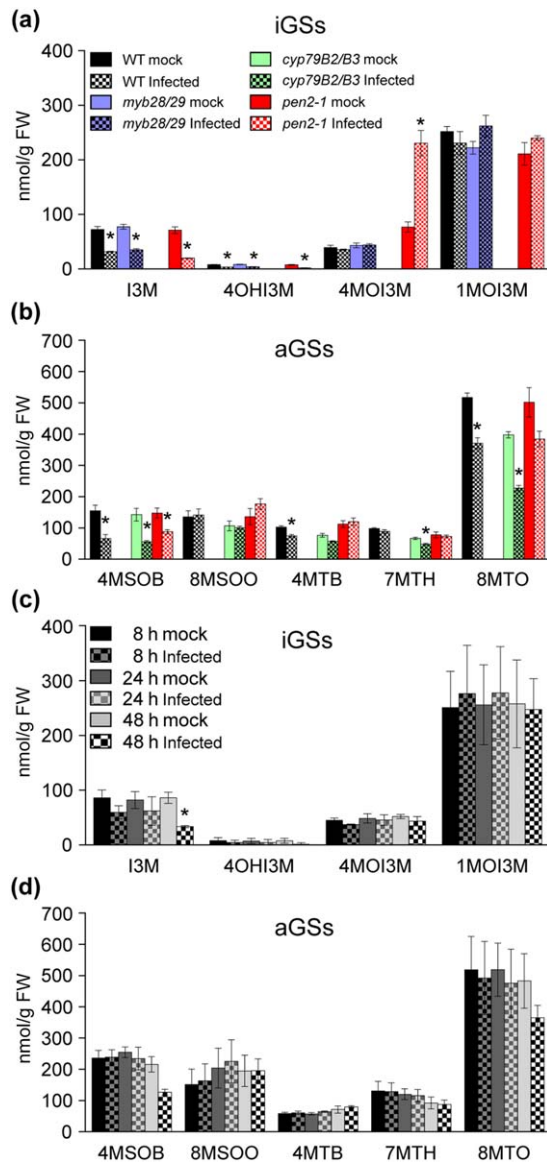 (a) iGSs
nmol/g FW
400
300
200
100
0
WT mock
WT Infected
myb28/29 mock
myb28/29 Infected
cyp79B2/B3 mock
cyp79B2/B3 Infected
pen2-1 mock
pen2-1 Infected
* * * * * *
I3M 4OHI3M 4MOI3M 1MOI3M
(b) aGSs
nmol/g FW
700
600
500
400
300
200
100
0
* * * * * * *
4MSOB 8MSOO 4MTB 7MTH 8MTO
(c) iGSs
nmol/g FW
400
300
200
100
0
8 h mock
8 h Infected
24 h mock
24 h Infected
48 h mock
48 h Infected
*
I3M 4OHI3M 4MOI3M 1MOI3M
(d) aGSs
nmol/g FW
700
600
500
400
300
200
100
0
4MSOB 8MSOO 4MTB 7MTH 8MTO